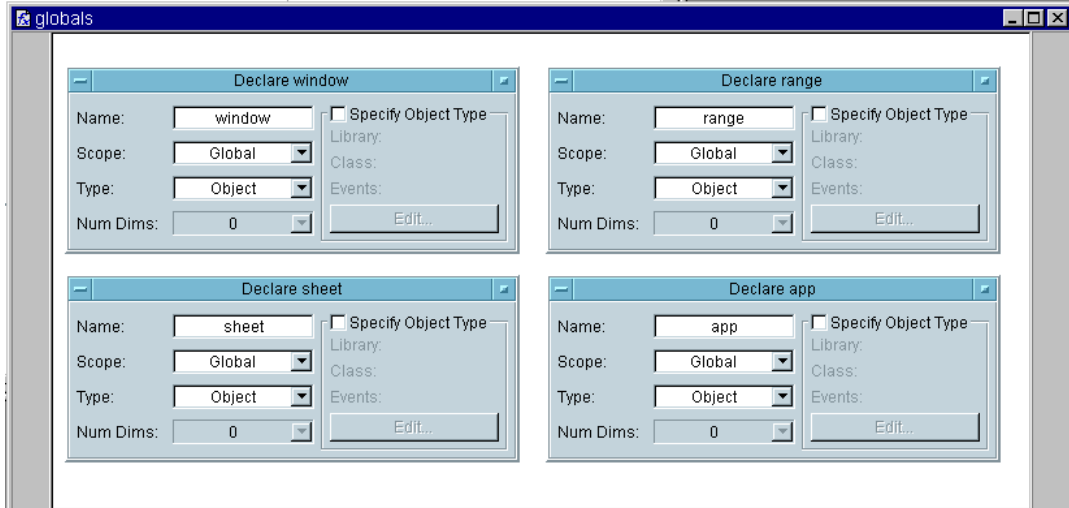 globals
Declare window
Name: window
Specify Object Type
Library:
Scope: Global
Class:
Type: Object
Events:
Num Dims: 0
Edit...
Declare range
Name: range
Specify Object Type
Library:
Scope: Global
Class:
Type: Object
Events:
Num Dims: 0
Edit...
Declare sheet
Name: sheet
Specify Object Type
Library:
Scope: Global
Class:
Type: Object
Events:
Num Dims: 0
Edit...
Declare app
Name: app
Specify Object Type
Library:
Scope: Global
Class:
Type: Object
Events:
Num Dims: 0
Edit...